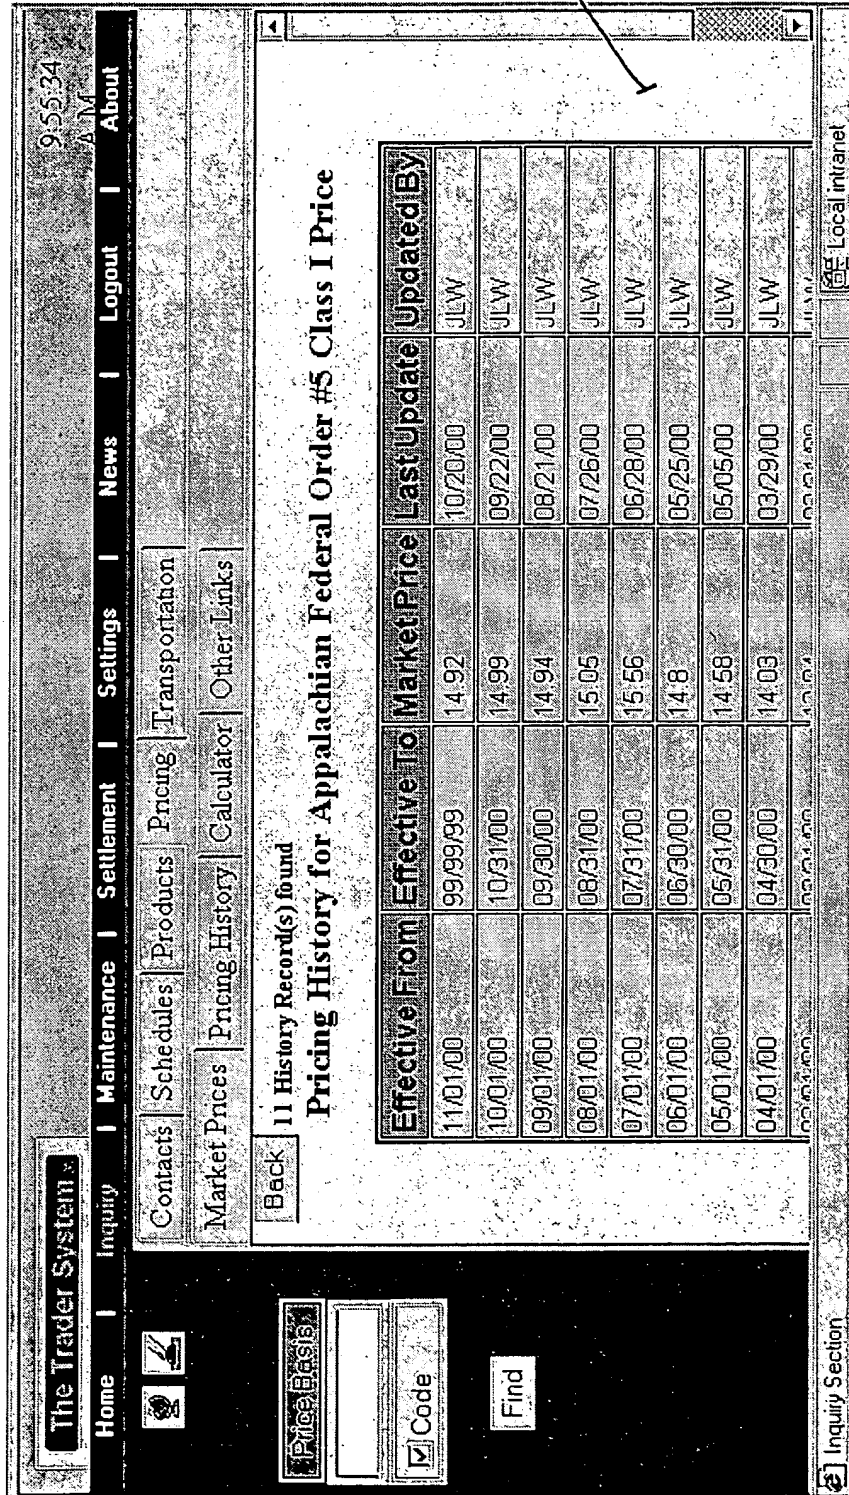 The Trader System
9:55:34
A M
Home | Inquiry | Maintenance | Settlement | Settings | News | Logout | About
Contacts Schedules Products Pricing Transportation
Market Prices Pricing History Calculator Other Links
Back 11 History Record(s) found
Pricing History for Appalachian Federal Order #5 Class I Price
Price Basis
Code
Find
Effective From Effective To Market Price Last Update Updated By
11/01/00 99/99/99 14.92 10/20/00 JLW
10/01/00 10/31/00 14.99 09/22/00 JLW
09/01/00 09/30/00 14.94 08/21/00 JLW
08/01/00 08/31/00 15.05 07/26/00 JLW
07/01/00 07/31/00 15.56 06/28/00 JLW
06/01/00 06/30/00 14.8 05/25/00 JLW
05/01/00 05/31/00 14.58 05/05/00 JLW
04/01/00 04/30/00 14.03 03/29/00 JLW
Inquiry Section
Local intranet